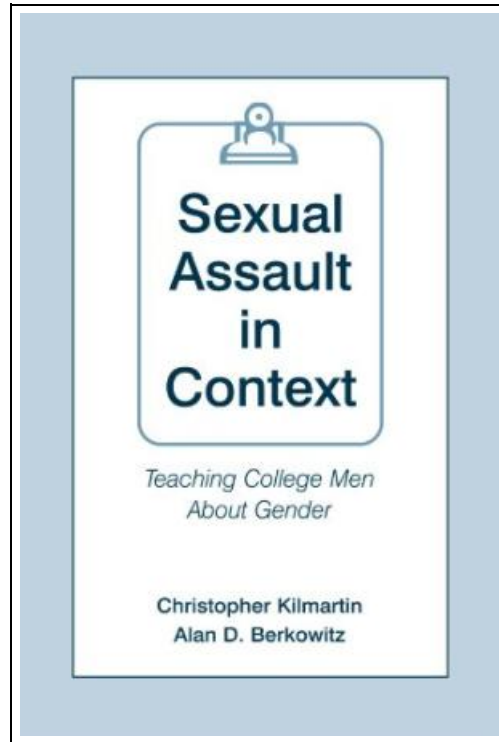 Sexual
Assault
in
Context
Teaching College Men
About Gender
Christopher Kilmartin
Alan D. Berkowitz